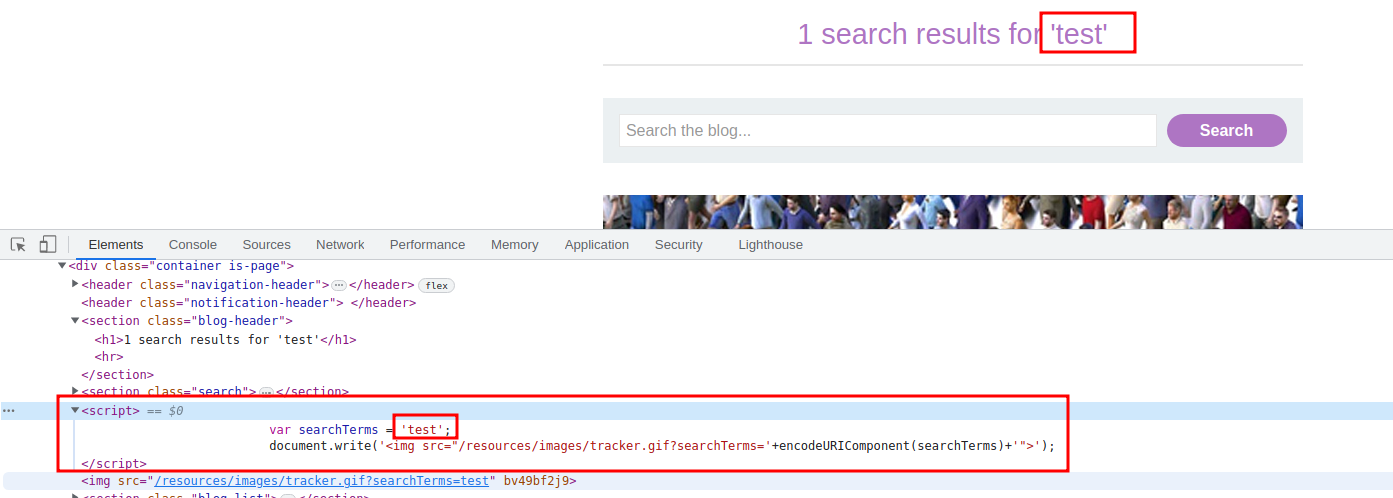 1 search results for 'test'
Search the blog...
Search
Elements Console Sources Network Performance Memory Application Security Lighthouse
<div class="container is-page">
<header class="navigation-header">…</header> flex
<header class="notification-header"> </header>
<section class="blog-header">
<h1>1 search results for 'test'</h1>
<hr>
</section>
<section class="search">…</section>
<script> == $0
var searchTerms = 'test';
document.write('<img src="/resources/images/tracker.gif?searchTerms='+encodeURIComponent(searchTerms)+'">');
</script>
<img src="/resources/images/tracker.gif?searchTerms=test" bv49bf2j9>
<section class="blog-list">…</section>